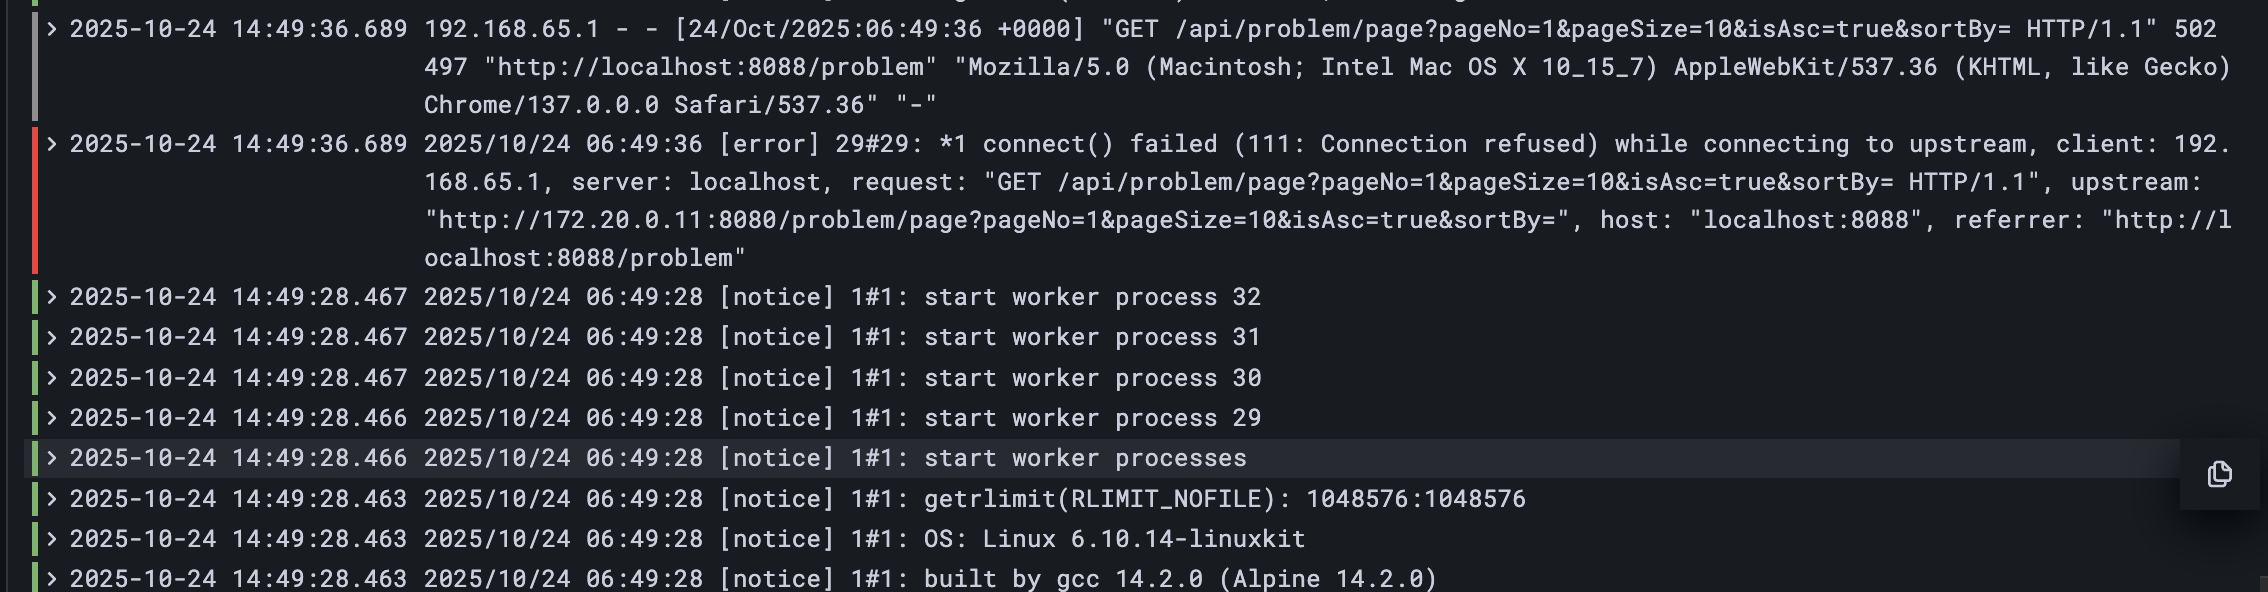 2025-10-24 14:49:36.689 192.168.65.1 - - [24/Oct/2025:06:49:36 +0000] "GET /api/problem/page?pageNo=1&pageSize=10&isAsc=true&sortBy= HTTP/1.1" 502
497 "http://localhost:8088/problem" "Mozilla/5.0 (Macintosh; Intel Mac OS X 10_15_7) AppleWebKit/537.36 (KHTML, like Gecko)
Chrome/137.0.0.0 Safari/537.36" "-"
2025-10-24 14:49:36.689 2025/10/24 06:49:36 [error] 29#29: *1 connect() failed (111: Connection refused) while connecting to upstream, client: 192.
168.65.1, server: localhost, request: "GET /api/problem/page?pageNo=1&pageSize=10&isAsc=true&sortBy= HTTP/1.1", upstream:
"http://172.20.0.11:8080/problem/page?pageNo=1&pageSize=10&isAsc=true&sortBy=", host: "localhost:8088", referrer: "http://l
ocalhost:8088/problem"
2025-10-24 14:49:28.467 2025/10/24 06:49:28 [notice] 1#1: start worker process 32
2025-10-24 14:49:28.467 2025/10/24 06:49:28 [notice] 1#1: start worker process 31
2025-10-24 14:49:28.467 2025/10/24 06:49:28 [notice] 1#1: start worker process 30
2025-10-24 14:49:28.466 2025/10/24 06:49:28 [notice] 1#1: start worker process 29
2025-10-24 14:49:28.466 2025/10/24 06:49:28 [notice] 1#1: start worker processes
2025-10-24 14:49:28.463 2025/10/24 06:49:28 [notice] 1#1: getrlimit(RLIMIT_NOFILE): 1048576:1048576
2025-10-24 14:49:28.463 2025/10/24 06:49:28 [notice] 1#1: OS: Linux 6.10.14-linuxkit
2025-10-24 14:49:28.463 2025/10/24 06:49:28 [notice] 1#1: built by gcc 14.2.0 (Alpine 14.2.0)